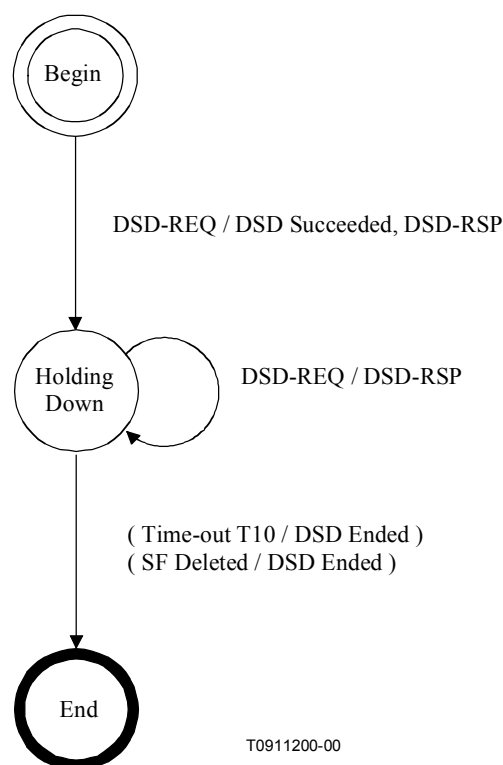 Begin
DSD-REQ / DSD Succeeded, DSD-RSP
Holding
Down
DSD-REQ / DSD-RSP
( Time-out T10 / DSD Ended )
( SF Deleted / DSD Ended )
End
T0911200-00